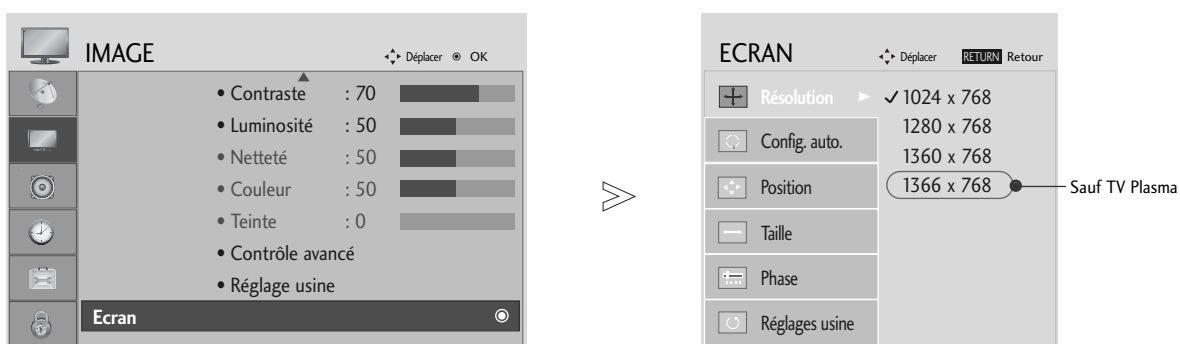 IMAGE
Déplacer OK
• Contraste : 70
• Luminosité : 50
• Netteté : 50
• Couleur : 50
• Teinte : 0
• Contrôle avancé
• Réglage usine
Ecran
ECRAN
Déplacer RETURN Retour
Résolution ► ✓ 1024 x 768
1280 x 768
Config. auto.
1360 x 768
Position
1366 x 768
Sauf TV Plasma
Taille
Phase
Réglages usine